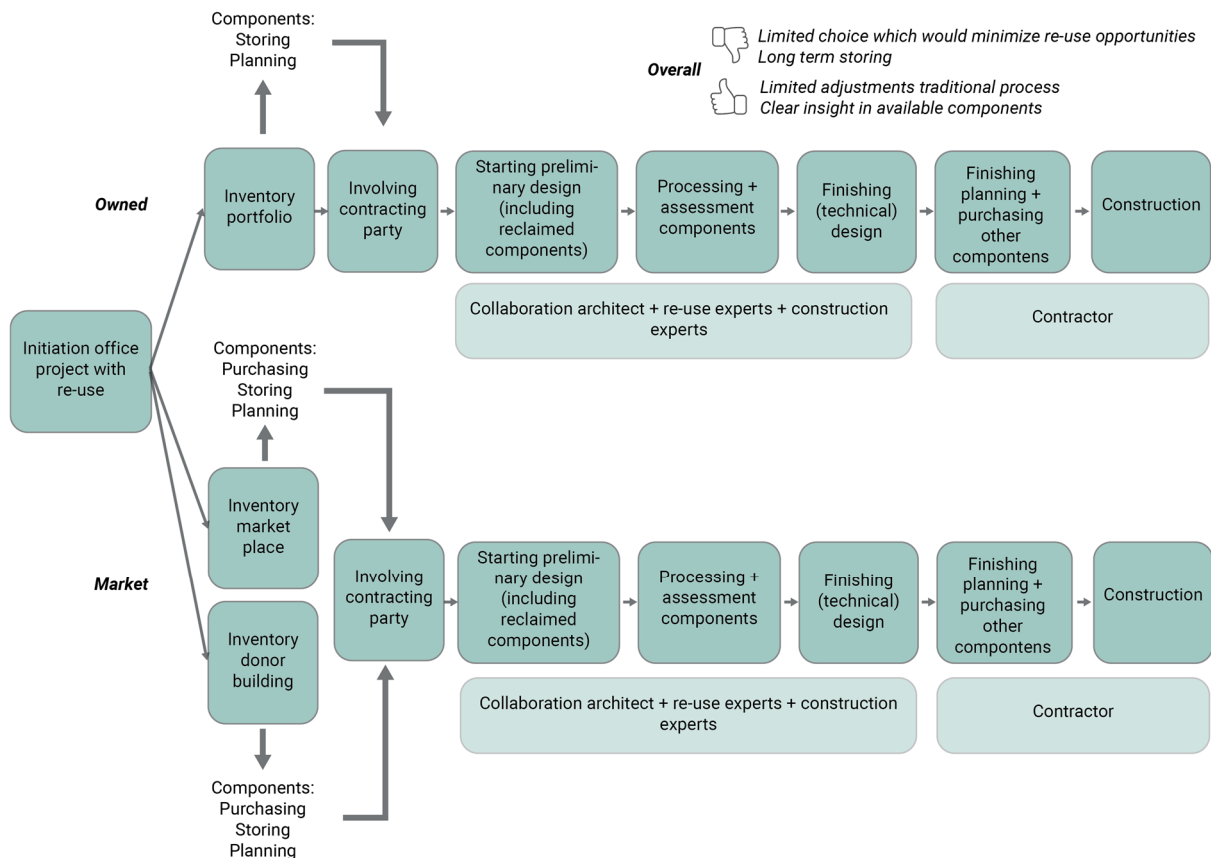 Components:
Storing
Planning
Limited choice which would minimize re-use opportunities
Long term storing
Overall
Limited adjustments traditional process
Clear insight in available components
Owned
Inventory
portfolio
Involving
contracting
party
Starting prelimi-
nary design
(including
reclaimed
components)
Processing +
assessment
components
Finishing
(technical)
design
Finishing
planning +
purchasing
other
compontens
Construction
Collaboration architect + re-use experts + construction
experts
Contractor
Initiation office
project with
re-use
Components:
Purchasing
Storing
Planning
Inventory
market
place
Market
Inventory
donor
building
Involving
contracting
party
Starting prelimi-
nary design
(including
reclaimed
components)
Processing +
assessment
components
Finishing
(technical)
design
Finishing
planning +
purchasing
other
compontens
Construction
Collaboration architect + re-use experts + construction
experts
Contractor
Components:
Purchasing
Storing
Planning